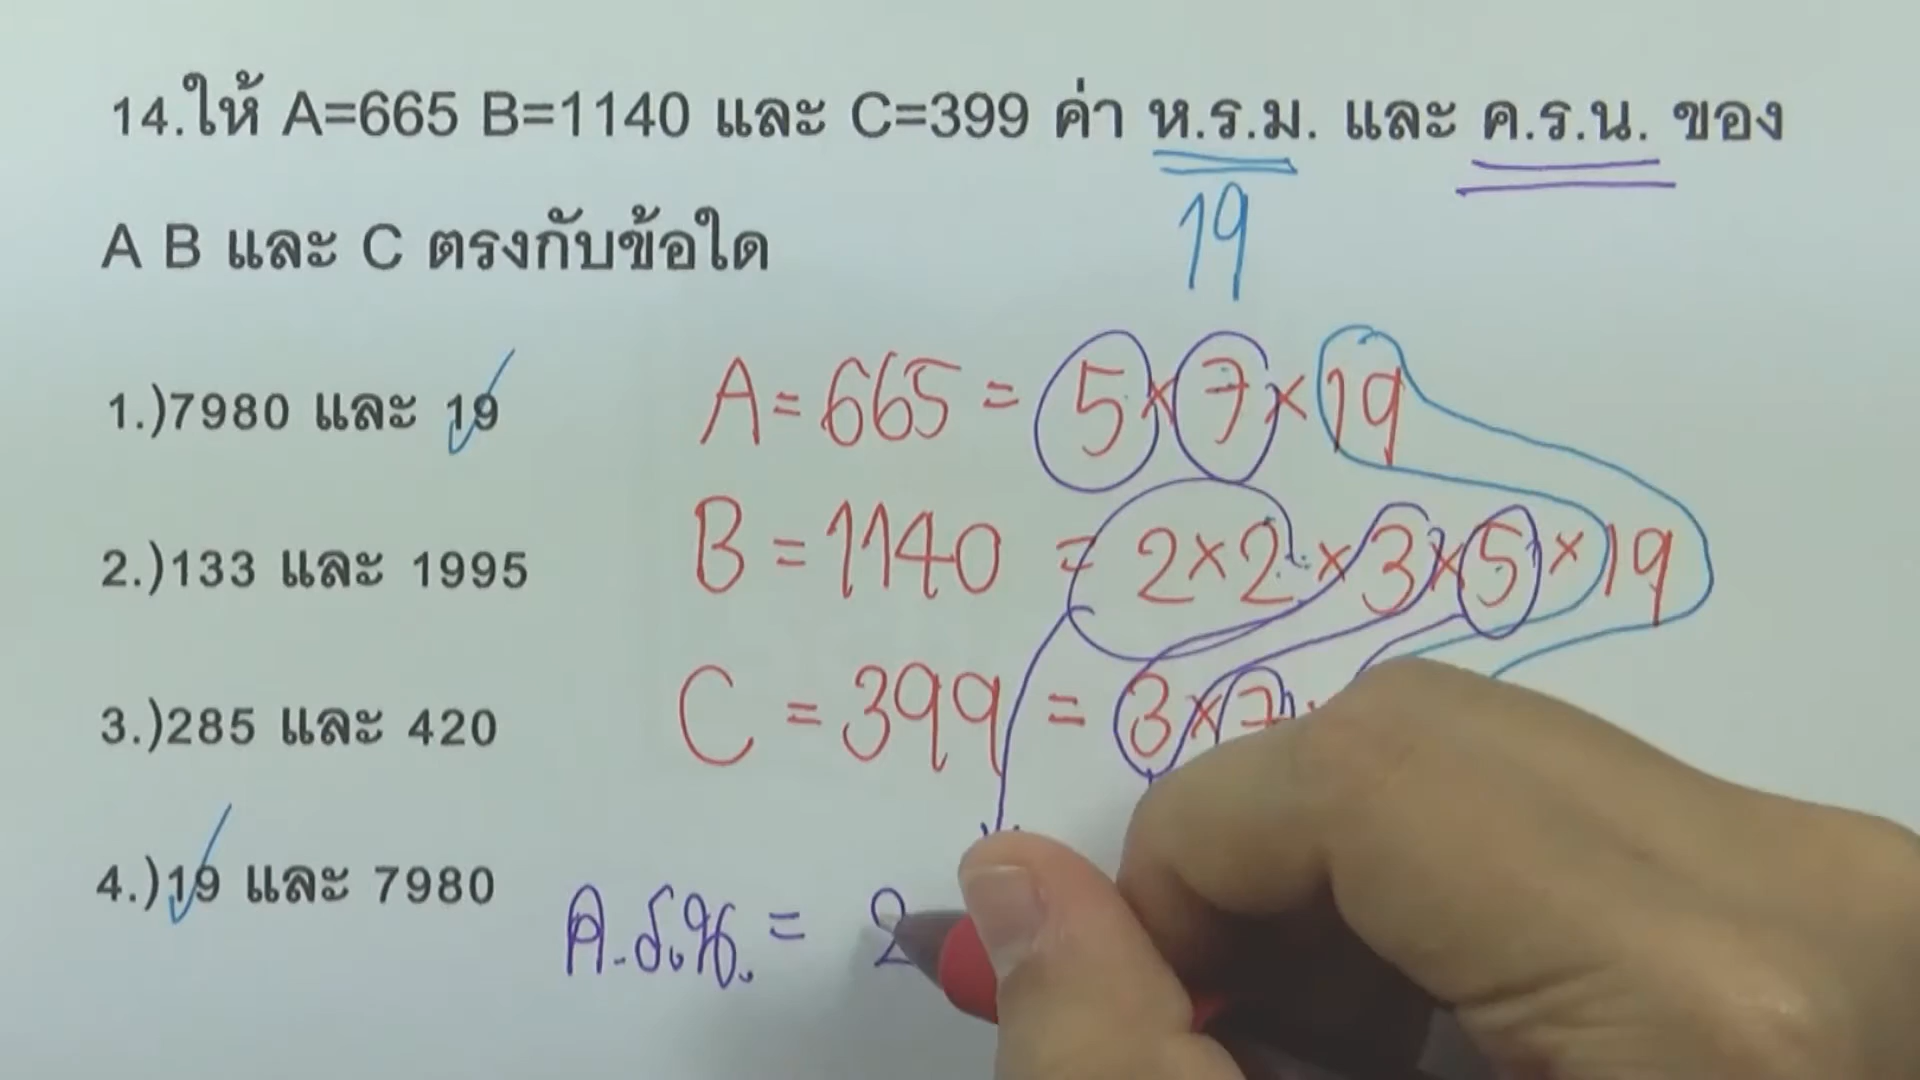 14.ให้ A=665 B=1140 และ C=399 ค่า ห.ร.ม. และ ค.ร.น. ของ
19
A B และ C ตรงกับข้อใด
1.)7980 และ 19
A = 665 = 5×7×19
2.)133 และ 1995
B = 1140 = 2×2×3×5×19
3.)285 และ 420
C = 399 = 3×7×
4.)19 และ 7980
ค.ร.น. = 2